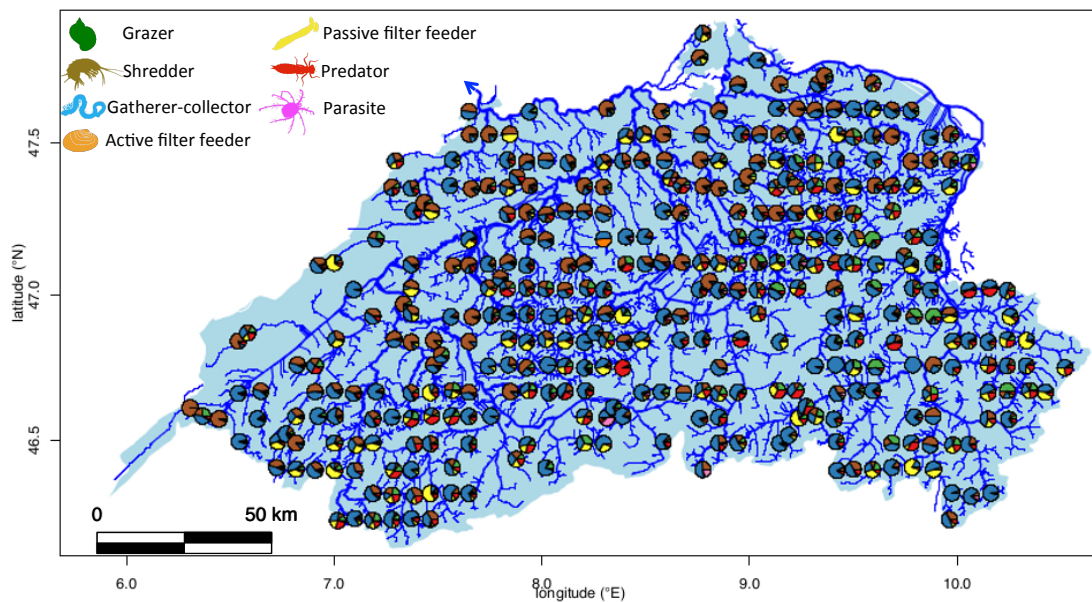 Grazer
Passive filter feeder
Shredder
Predator
Gatherer-collector
Parasite
Active filter feeder
latitude (°N)
47.5
47.0
46.5
0
50 km
6.0
7.0
8.0
9.0
10.0
longitude (°E)